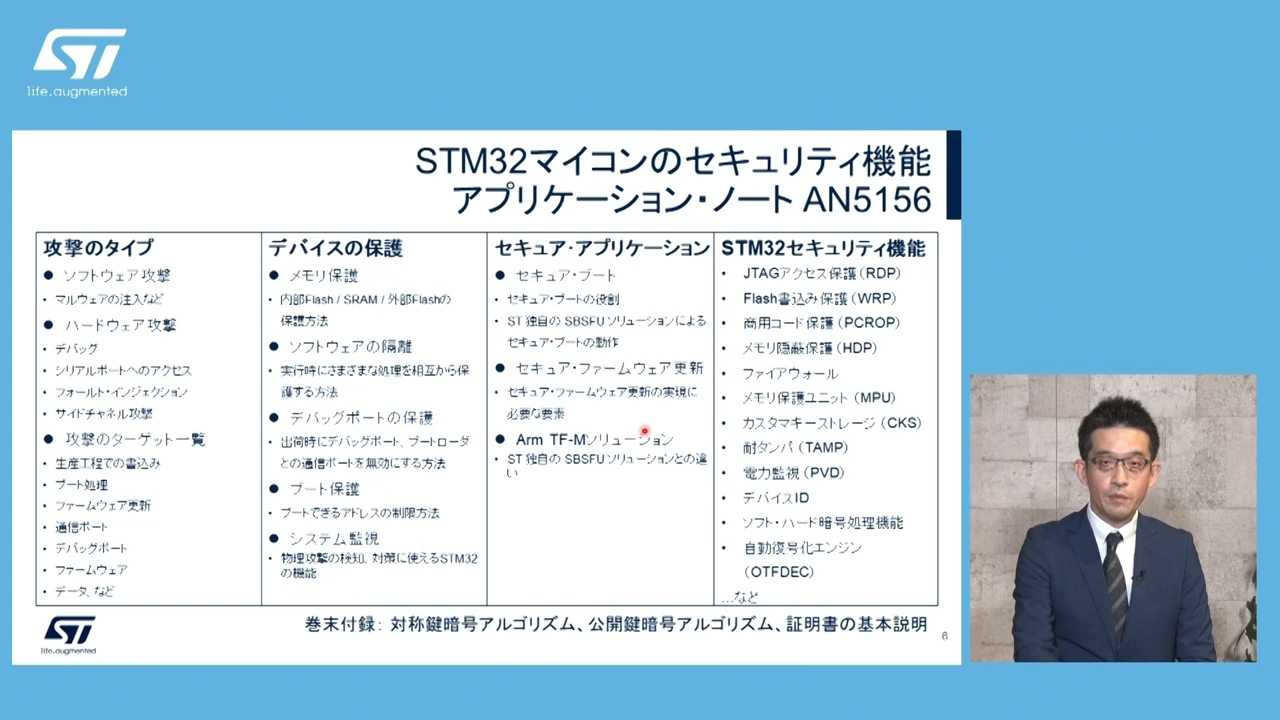 ST
life.augmented
STM32マイコンのセキュリティ機能
アプリケーション・ノート AN5156
攻撃のタイプ
● ソフトウェア攻撃
• マルウェアの注入など
● ハードウェア攻撃
• デバッグ
• シリアルポートへのアクセス
• フォールト・インジェクション
• サイドチャネル攻撃
● 攻撃のターゲット一覧
• 生産工程での書込み
• ブート処理
• ファームウェア更新
• 通信ポート
• デバッグポート
• ファームウェア
• データ、など
デバイスの保護
● メモリ保護
• 内部Flash / SRAM / 外部Flashの
保護方法
● ソフトウェアの隔離
• 実行時にさまざまな処理を相互から保
護する方法
● デバッグポートの保護
• 出荷時にデバッグポート、ブートローダ
との通信ポートを無効にする方法
● ブート保護
• ブートできるアドレスの制限方法
● システム監視
• 物理攻撃の検知、対策に使えるSTM32
の機能
セキュア・アプリケーション
● セキュア・ブート
• セキュア・ブートの役割
• ST 独自の SBSFU ソリューションによる
セキュア・ブートの動作
● セキュア・ファームウェア更新
• セキュア・ファームウェア更新の実現に
必要な要素
● Arm TF-Mソリューション
• ST 独自の SBSFU ソリューションとの違
い
STM32セキュリティ機能
• JTAGアクセス保護（RDP）
• Flash書込み保護（WRP）
• 商用コード保護（PCROP）
• メモリ隠蔽保護（HDP）
• ファイアウォール
• メモリ保護ユニット（MPU）
• カスタマキーストレージ（CKS）
• 耐タンパ（TAMP）
• 電力監視（PVD）
• デバイスID
• ソフト・ハード暗号処理機能
• 自動復号化エンジン
（OTFDEC）
…など
巻末付録： 対称鍵暗号アルゴリズム、公開鍵暗号アルゴリズム、証明書の基本説明
ST
life.augmented
6